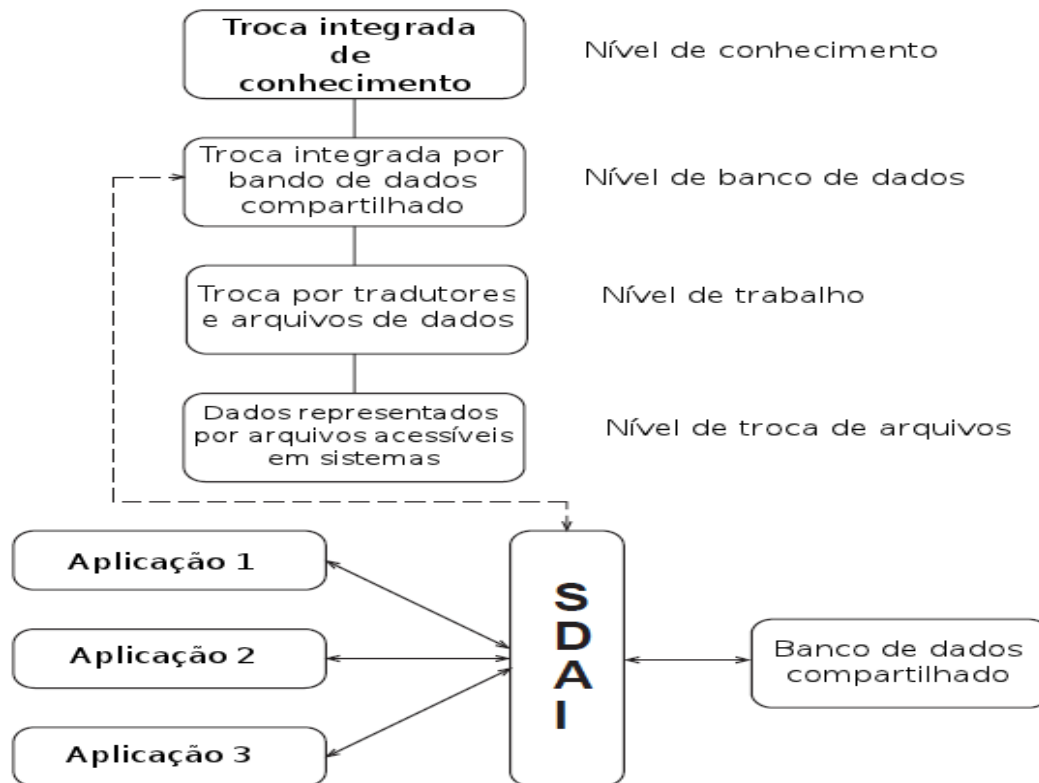 Troca integrada
de
conhecimento
Nível de conhecimento
Troca integrada por
bando de dados
compartilhado
Nível de banco de dados
Troca por tradutores
e arquivos de dados
Nível de trabalho
Dados representados
por arquivos acessíveis
em sistemas
Nível de troca de arquivos
Aplicação 1
Aplicação 2
Aplicação 3
S
D
A
I
Banco de dados
compartilhado